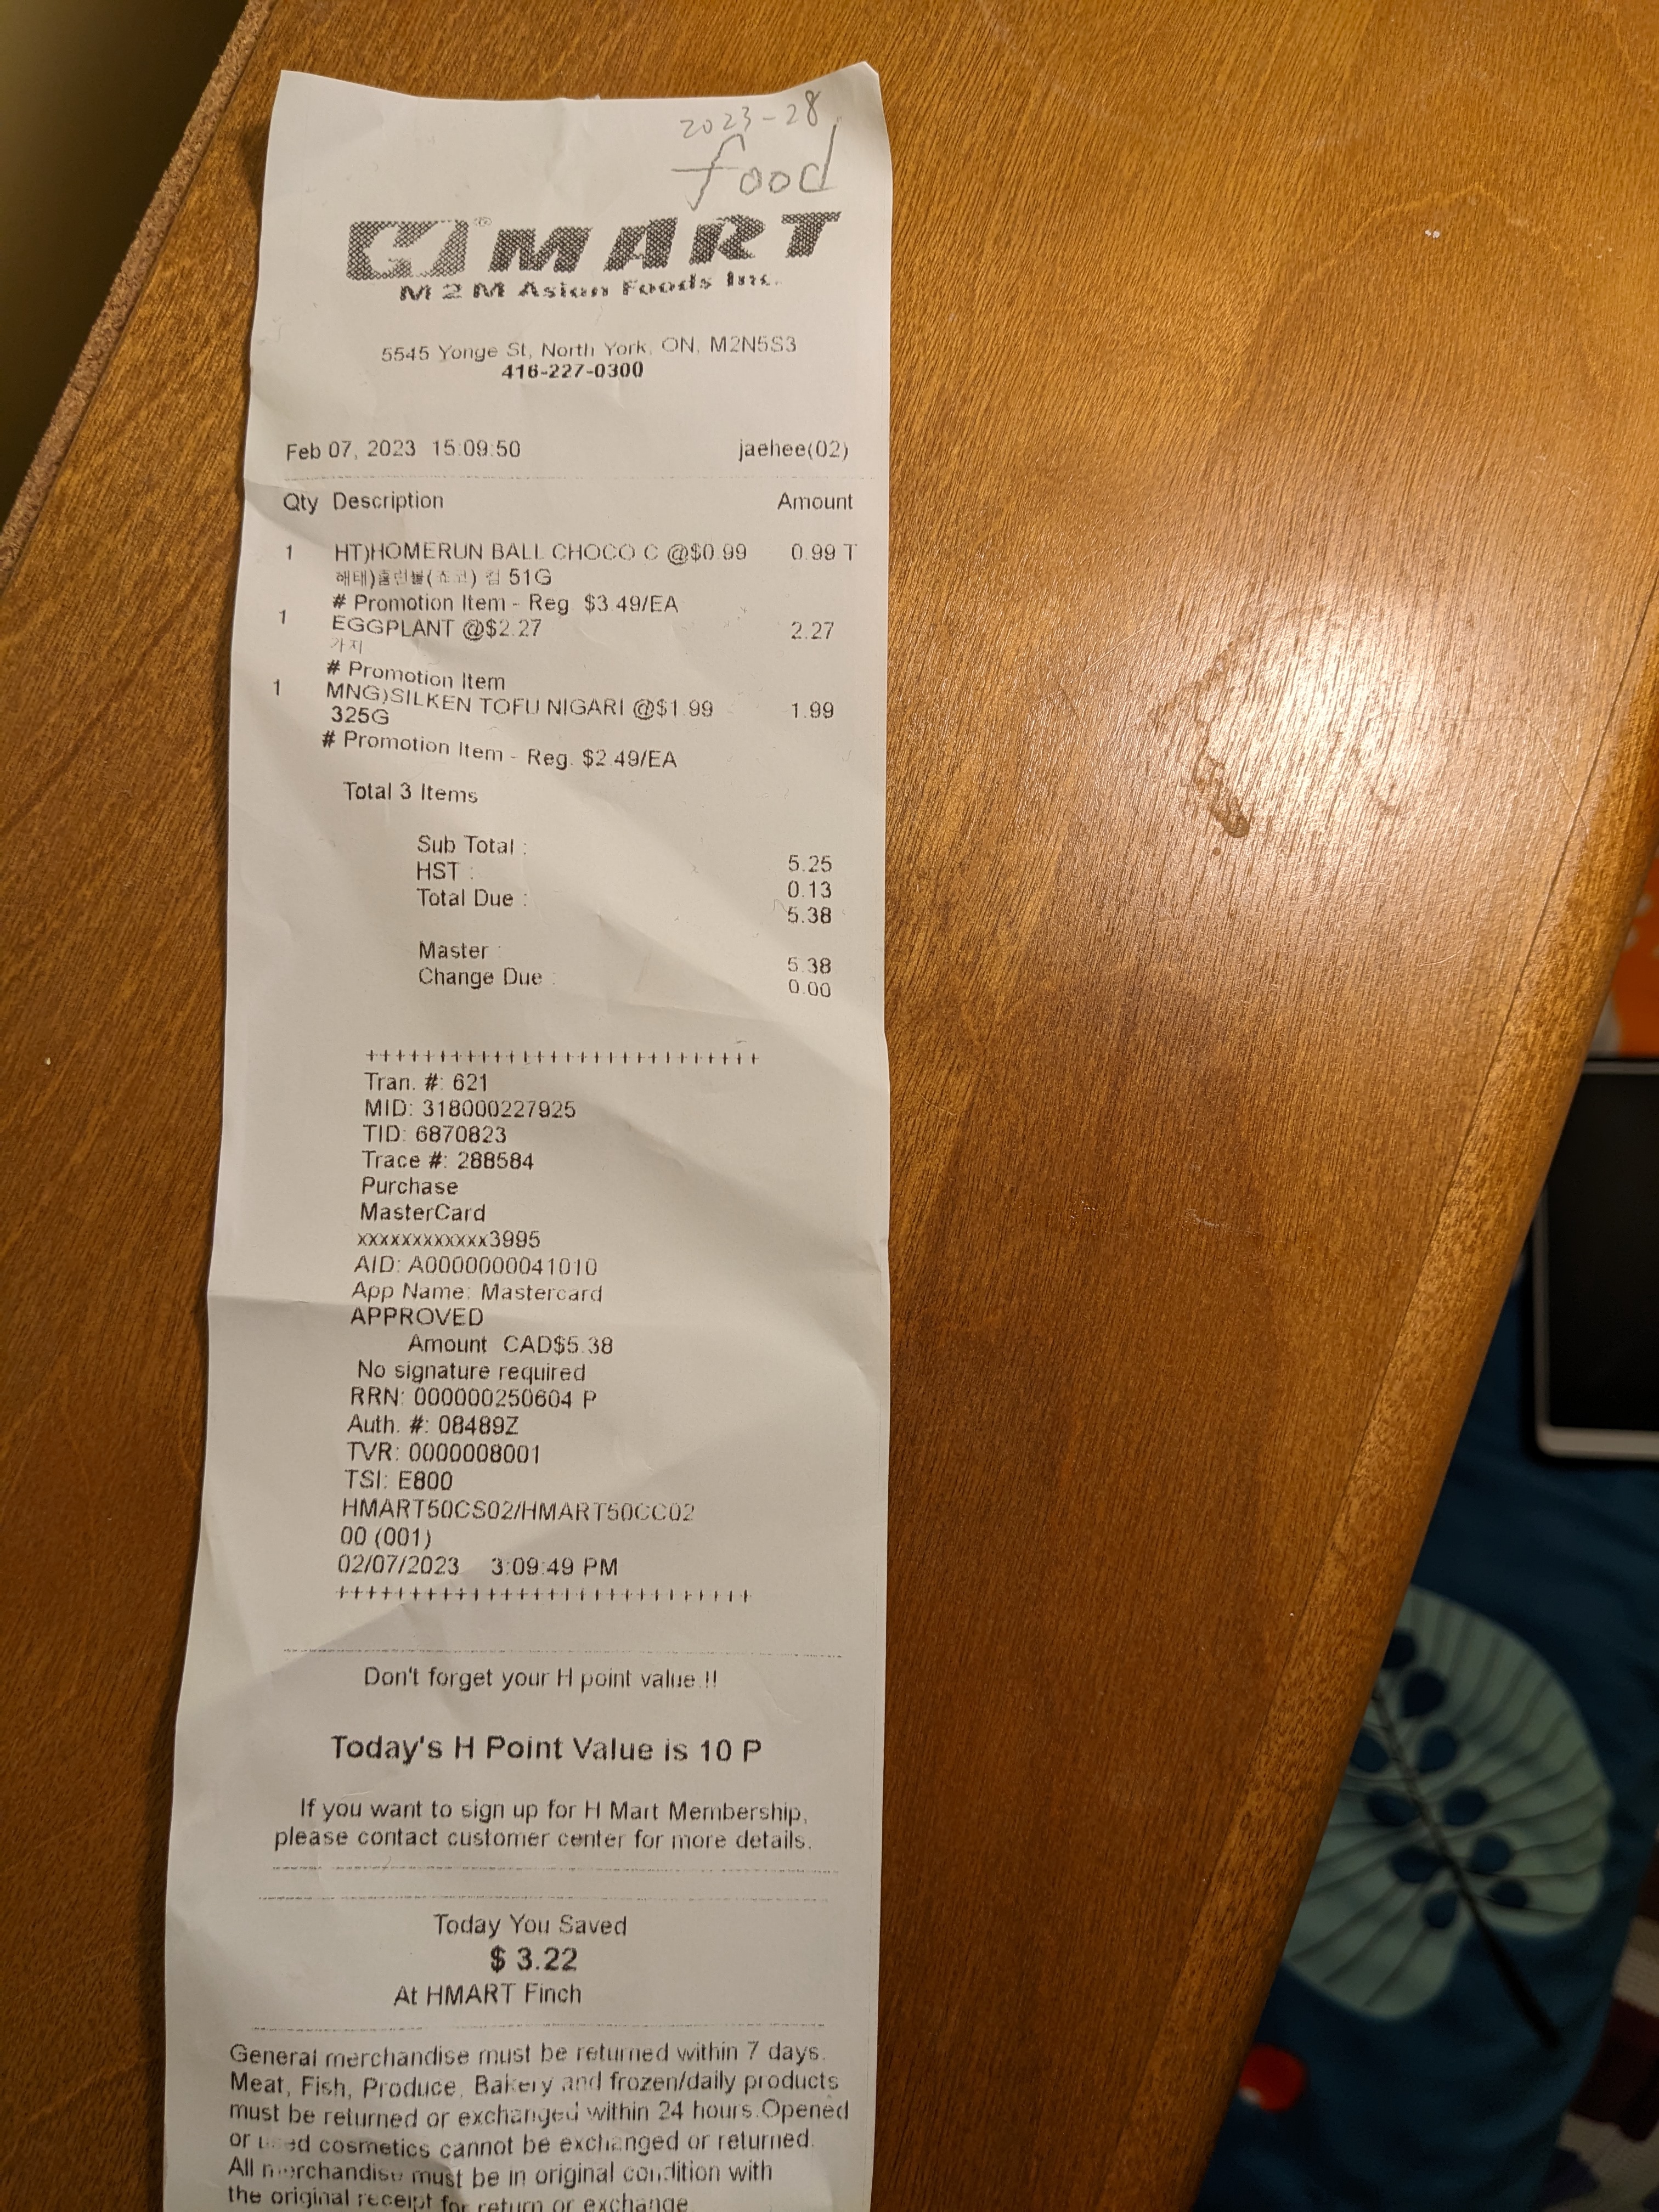 2023-28
food
H MART
M2M Asian Foods Inc.
5545 Yonge St, North York, ON, M2N5S3
416-227-0300
Feb 07, 2023 15:09:50 jaehee(02)
Qty Description Amount
1 HT)HOMERUN BALL CHOCO C @$0.99 0.99 T
해태)홈런볼(쵸코) 컵 51G
# Promotion Item - Reg. $3.49/EA
1 EGGPLANT @$2.27 2.27
가지
# Promotion Item
1 MNG)SILKEN TOFU NIGARI @$1.99 1.99
325G
# Promotion Item - Reg. $2.49/EA
Total 3 Items
Sub Total : 5.25
HST : 0.13
Total Due : 5.38
Master : 5.38
Change Due : 0.00
+++++++++++++++++++++++++++
Tran. #: 621
MID: 318000227925
TID: 6870823
Trace #: 288584
Purchase
MasterCard
xxxxxxxxxxxx3995
AID: A0000000041010
App Name: Mastercard
APPROVED
Amount CAD$5.38
No signature required
RRN: 000000250604 P
Auth. #: 08489Z
TVR: 0000008001
TSI: E800
HMART50CS02/HMART50CC02
00 (001)
02/07/2023 3:09:49 PM
+++++++++++++++++++++++++++
Don't forget your H point value.!!
Today's H Point Value is 10 P
If you want to sign up for H Mart Membership,
please contact customer center for more details.
Today You Saved
$ 3.22
At HMART Finch
General merchandise must be returned within 7 days.
Meat, Fish, Produce, Bakery and frozen/daily products
must be returned or exchanged within 24 hours.Opened
or used cosmetics cannot be exchanged or returned.
All merchandise must be in original condition with
the original receipt for return or exchange